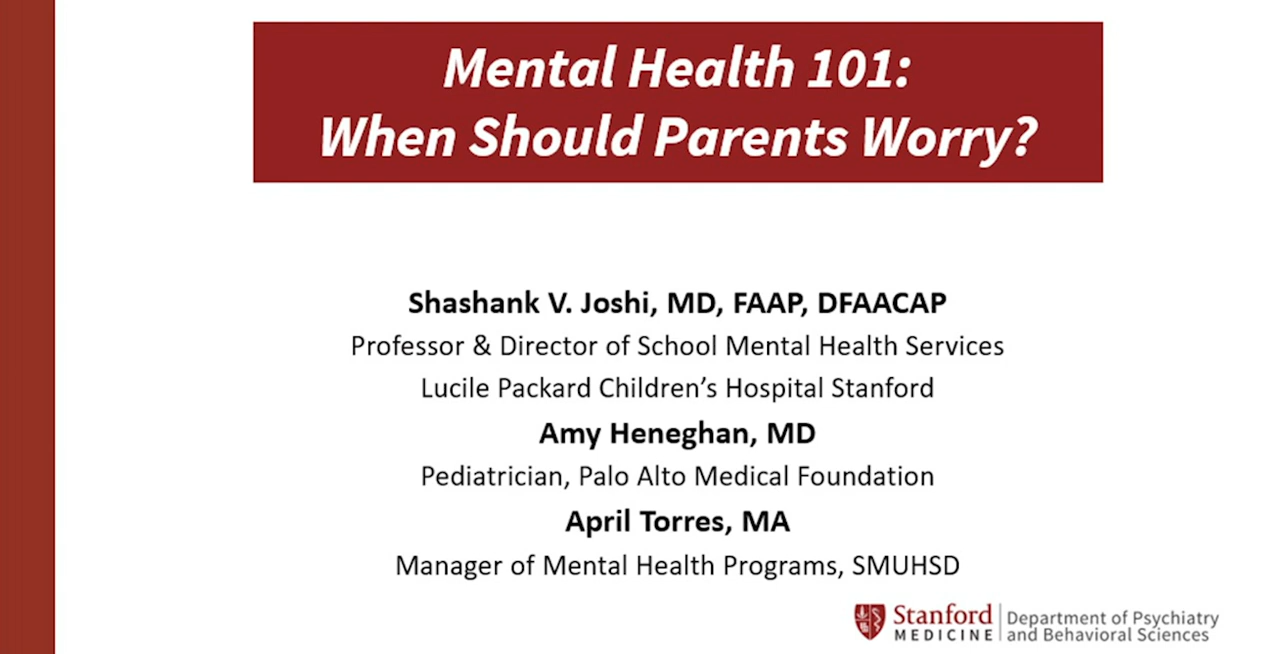 Mental Health 101:
When Should Parents Worry?
Shashank V. Joshi, MD, FAAP, DFAACAP
Professor & Director of School Mental Health Services
Lucile Packard Children’s Hospital Stanford
Amy Heneghan, MD
Pediatrician, Palo Alto Medical Foundation
April Torres, MA
Manager of Mental Health Programs, SMUHSD
Stanford
MEDICINE
Department of Psychiatry
and Behavioral Sciences